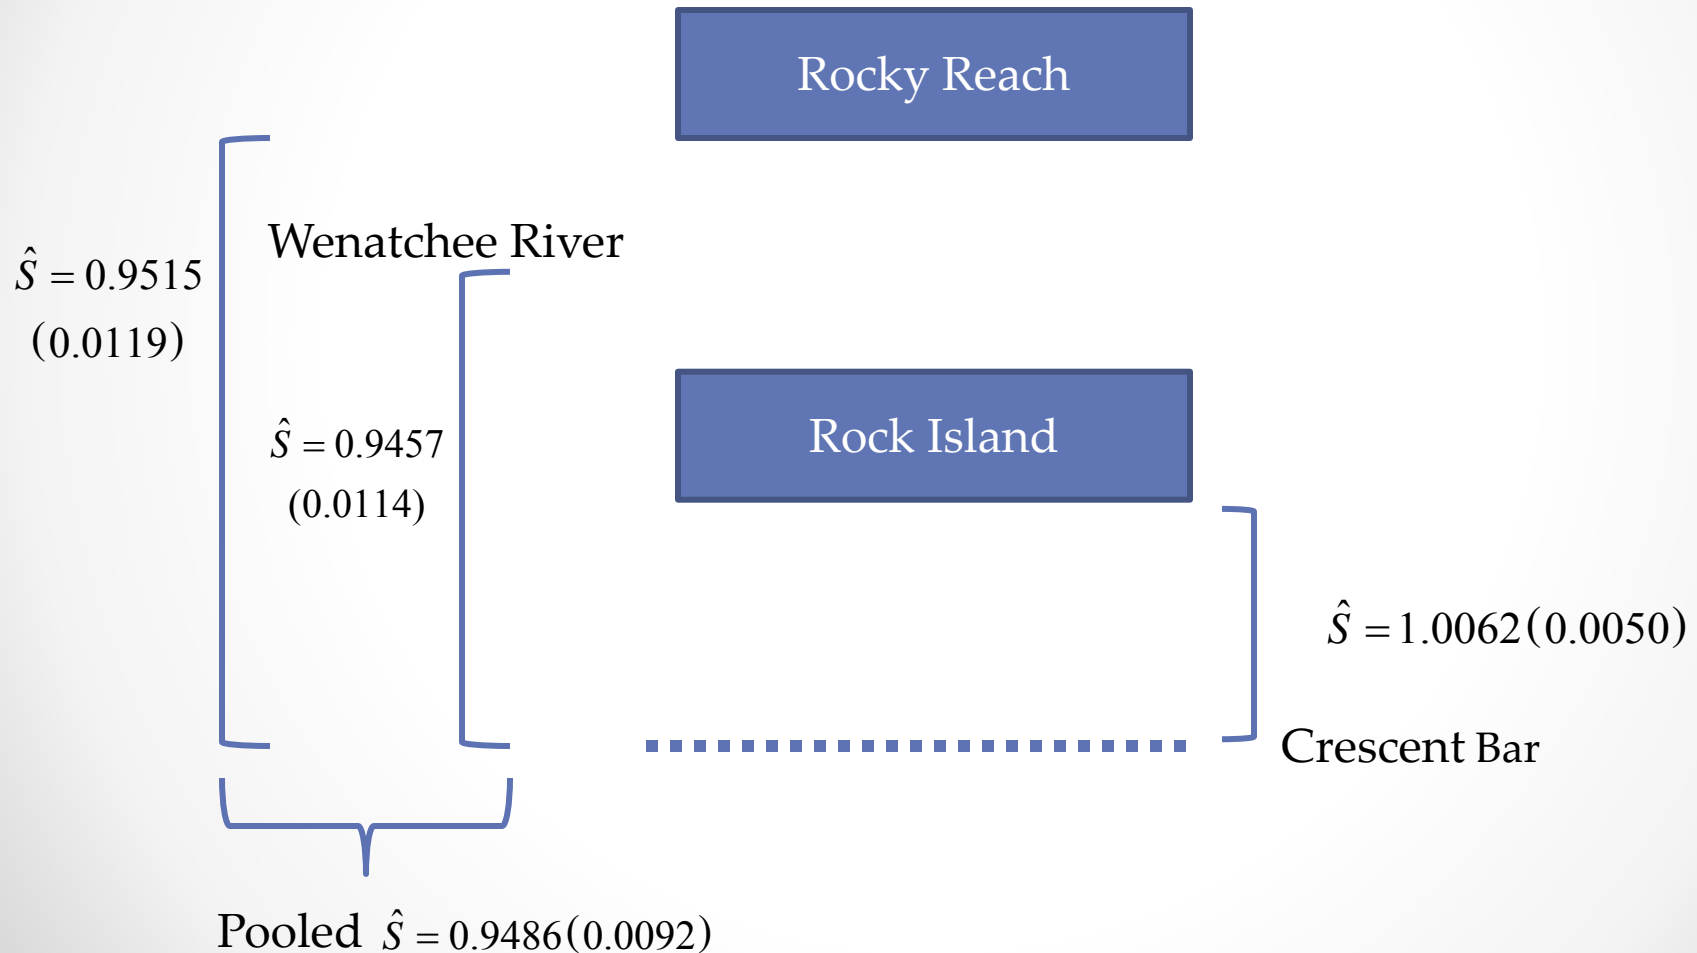 Rocky Reach
Wenatchee River
Ŝ = 0.9515
(0.0119)
Ŝ = 0.9457
(0.0114)
Rock Island
Ŝ = 1.0062(0.0050)
Crescent Bar
Pooled Ŝ = 0.9486(0.0092)